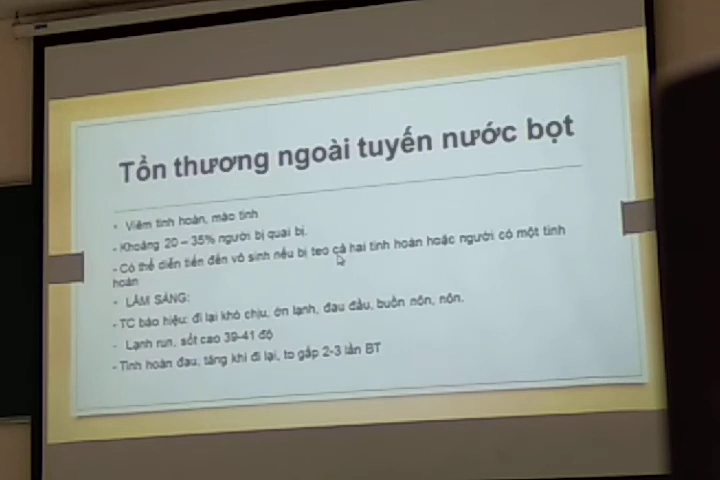 Tổn thương ngoài tuyến nước bọt
• Viêm tinh hoàn, mào tinh
- Khoảng 20 – 35% người bị quai bị.
- Có thể diễn tiến đến vô sinh nếu bị teo cả hai tinh hoàn hoặc người có một tinh
hoàn
• LÂM SÀNG:
- TC báo hiệu: đi lại khó chịu, ớn lạnh, đau đầu, buồn nôn, nôn.
- Lạnh run, sốt cao 39-41 độ
- Tinh hoàn đau, tăng khi đi lại, to gấp 2-3 lần BT